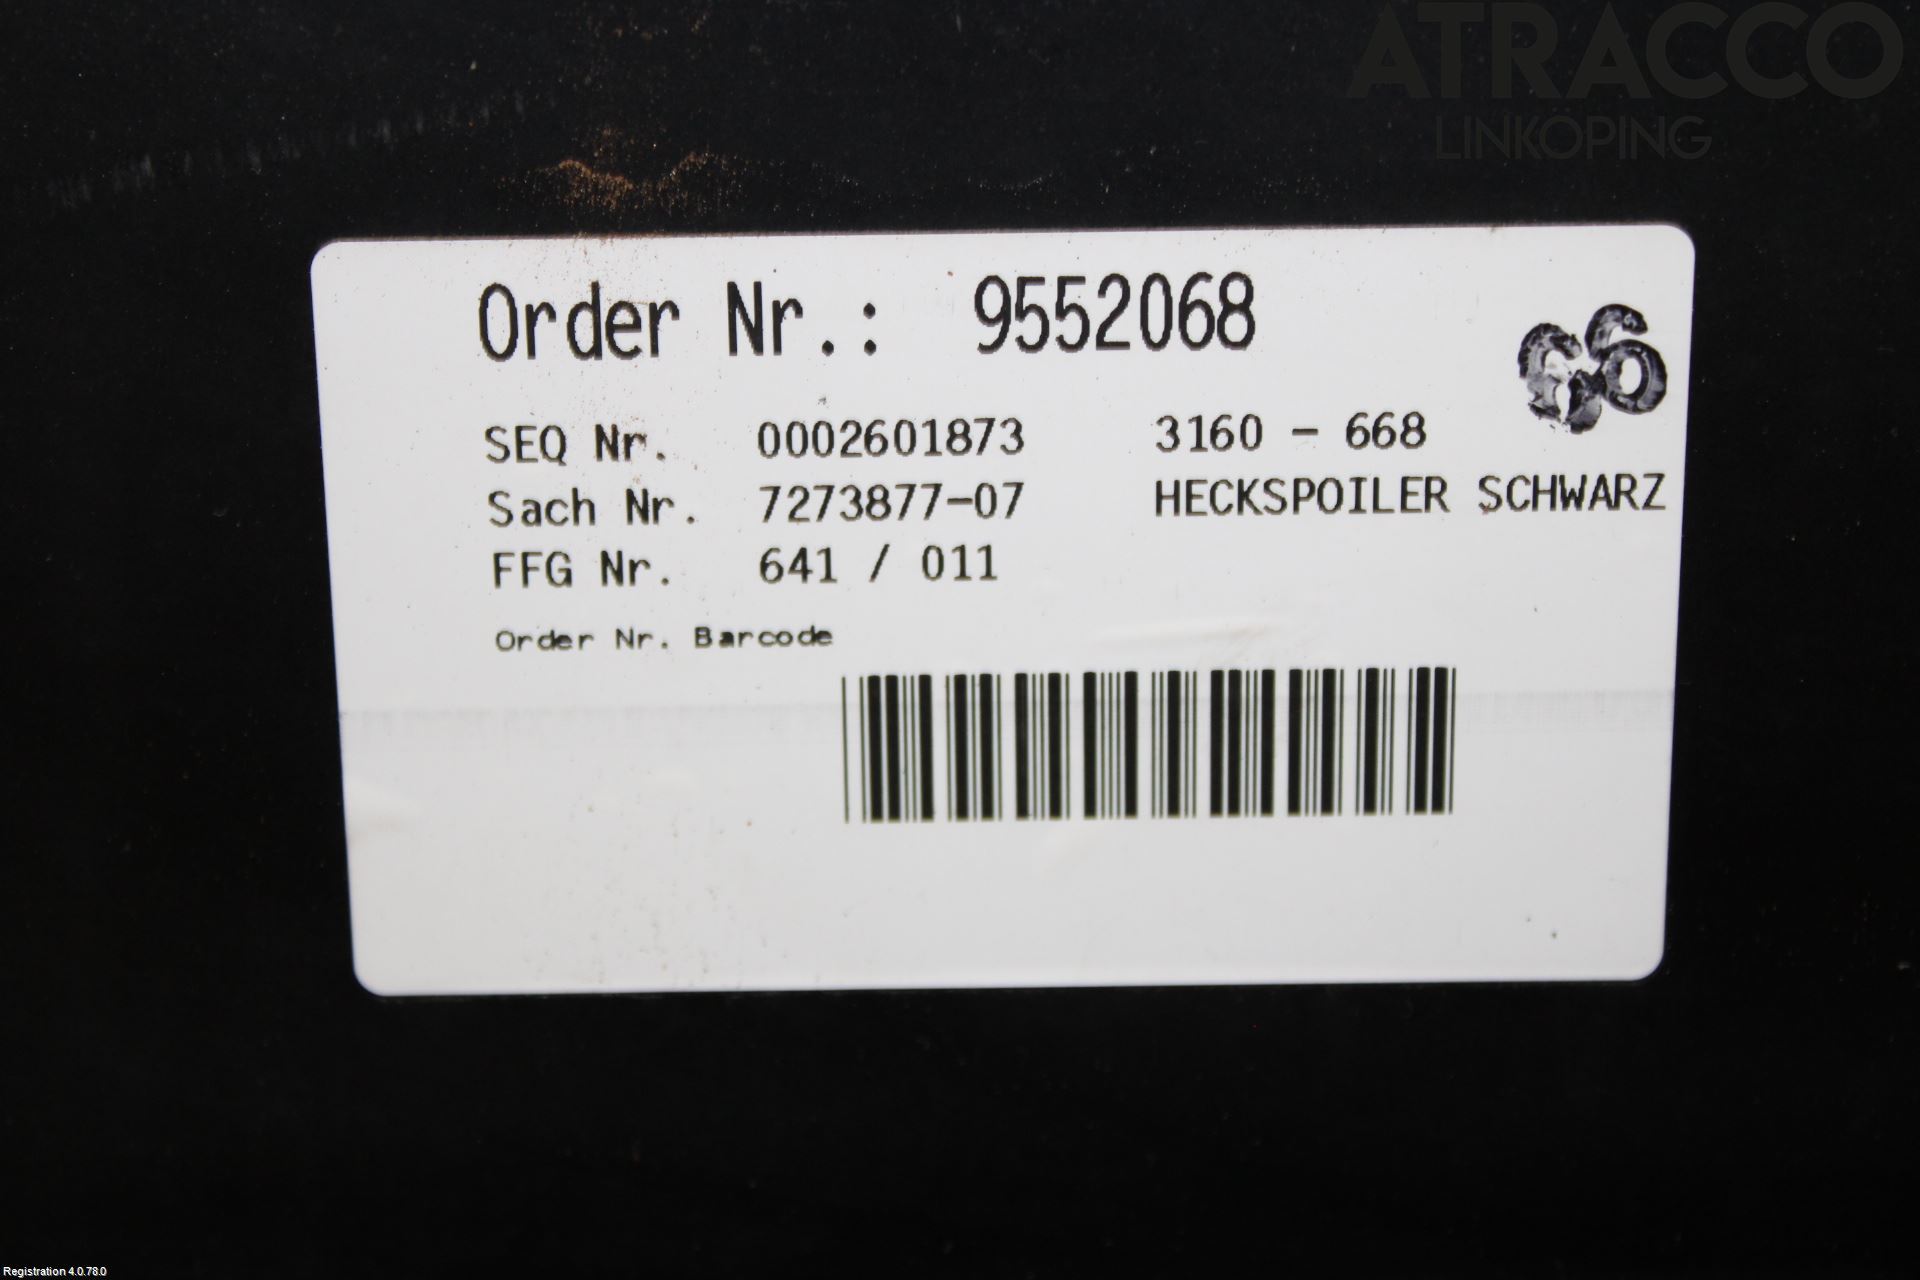 ATRACCO
LINKÖPING
Order Nr.: 9552068
66
SEQ Nr. 0002601873 3160 - 668
Sach Nr. 7273877-07 HECKSPOILER SCHWARZ
FFG Nr. 641 / 011
Order Nr. Barcode
Registration 4.0.78.0